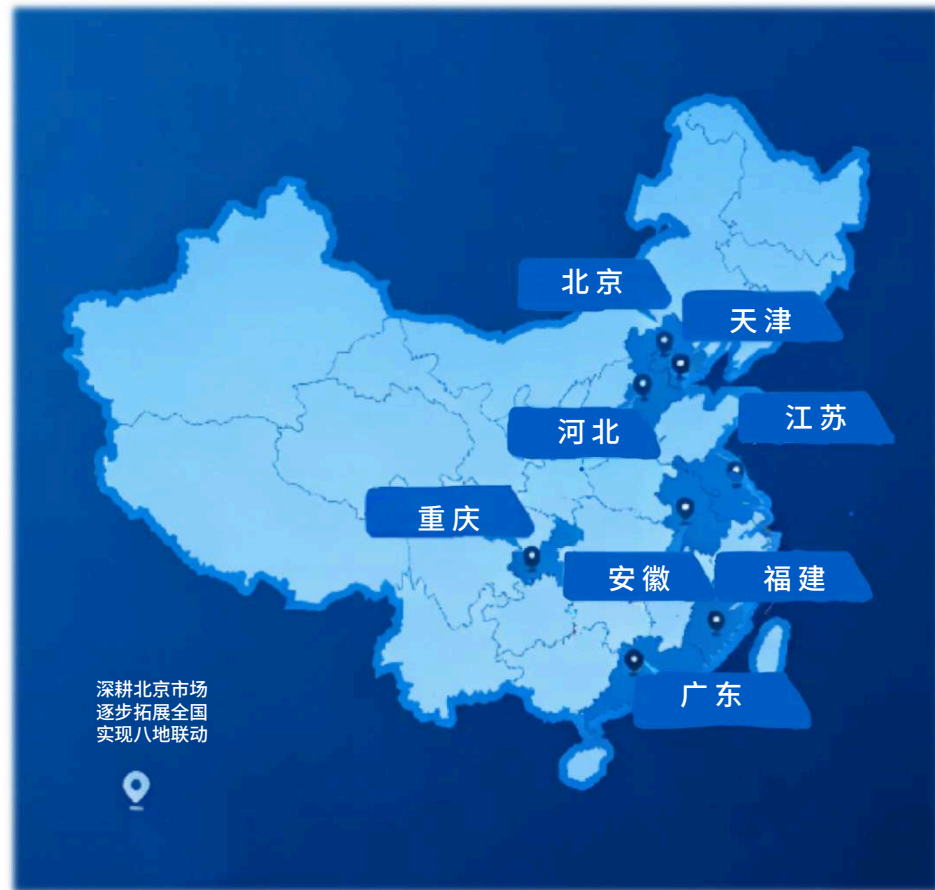 北京
天津
江苏
河北
重庆
安徽
福建
广东
深耕北京市场
逐步拓展全国
实现八地联动